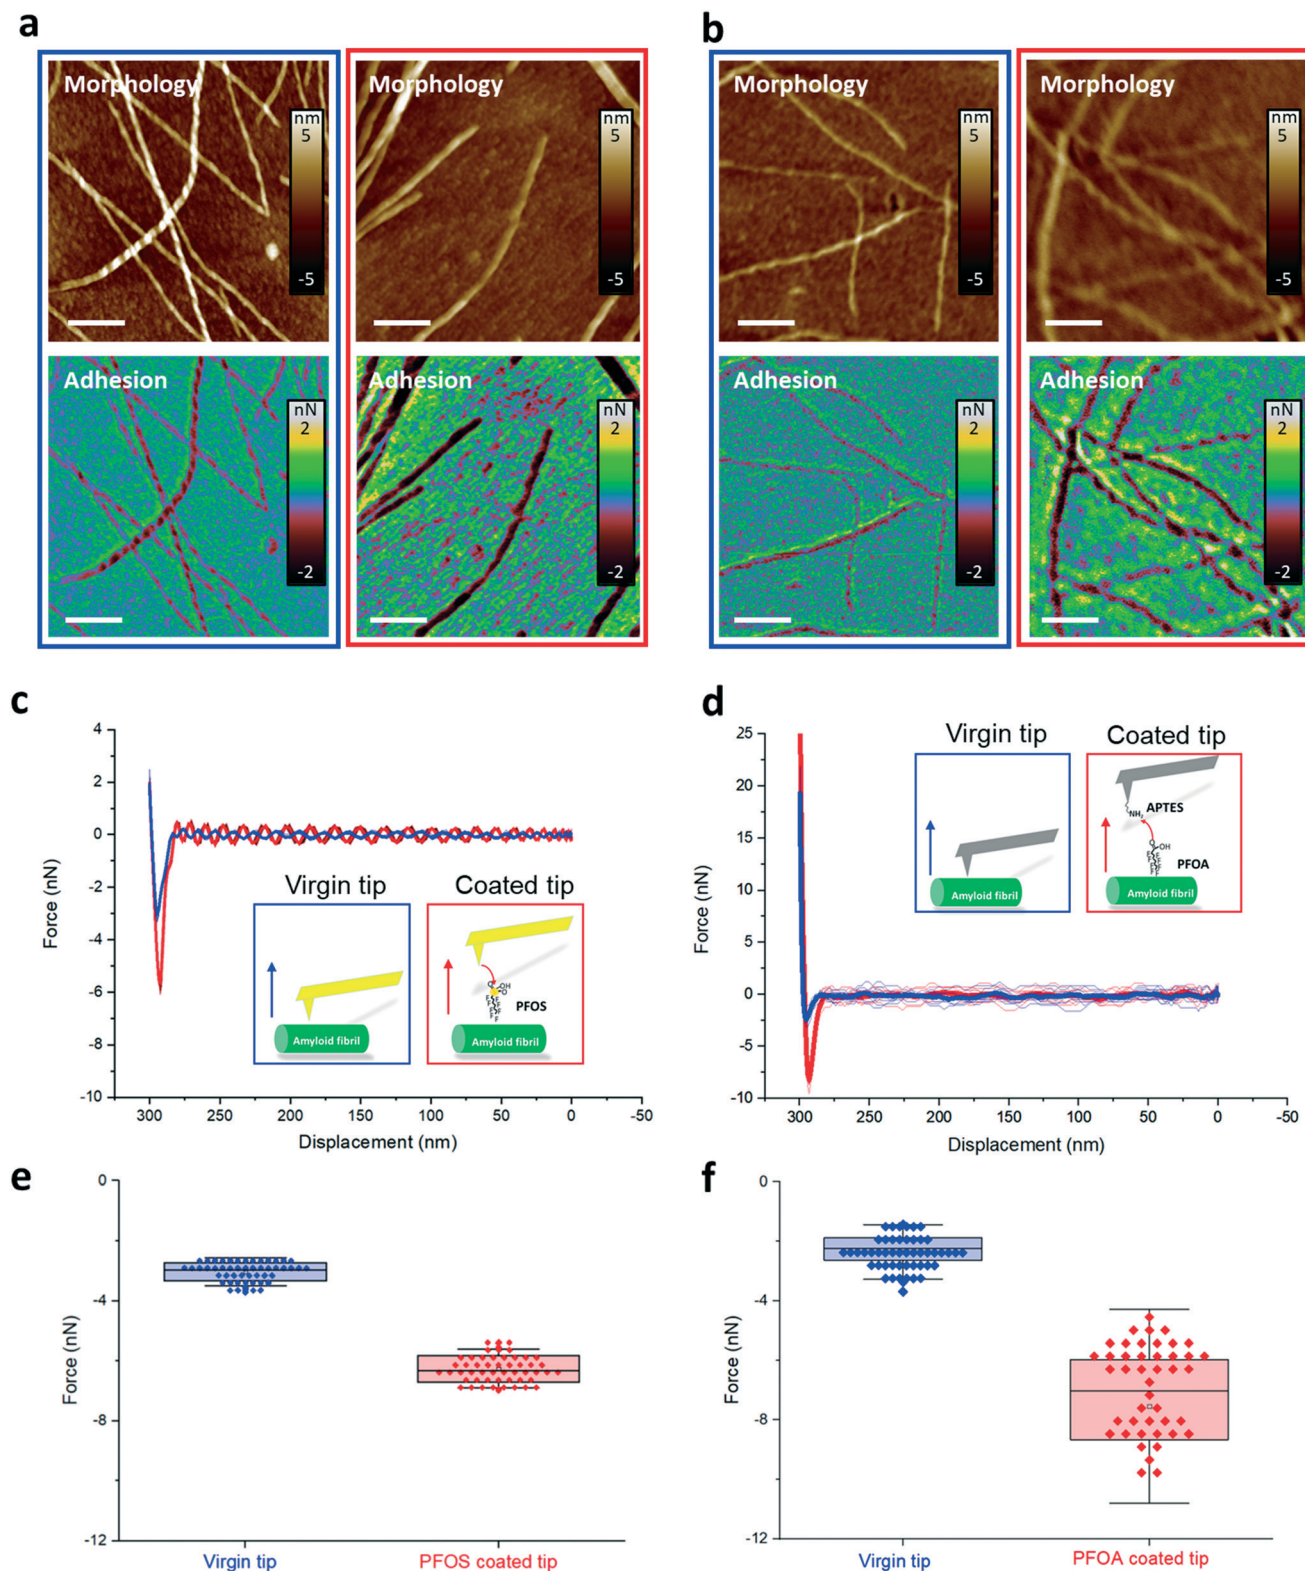 a
Morphology
nm
5
-5
Morphology
nm
5
-5
Adhesion
nN
2
-2
Adhesion
nN
2
-2
b
Morphology
nm
5
-5
Morphology
nm
5
-5
Adhesion
nN
2
-2
Adhesion
nN
2
-2
c
4
2
0
-2
-4
-6
-8
-10
Force (nN)
300 250 200 150 100 50 0 -50
Displacement (nm)
Virgin tip
Amyloid fibril
Coated tip
PFOS
Amyloid fibril
d
25
20
15
10
5
0
-5
-10
Force (nN)
300 250 200 150 100 50 0 -50
Displacement (nm)
Virgin tip
Amyloid fibril
Coated tip
APTES
NH2
O
OH
PFOA
Amyloid fibril
e
0
-4
-8
-12
Force (nN)
Virgin tip
PFOS coated tip
f
0
-4
-8
-12
Force (nN)
Virgin tip
PFOA coated tip